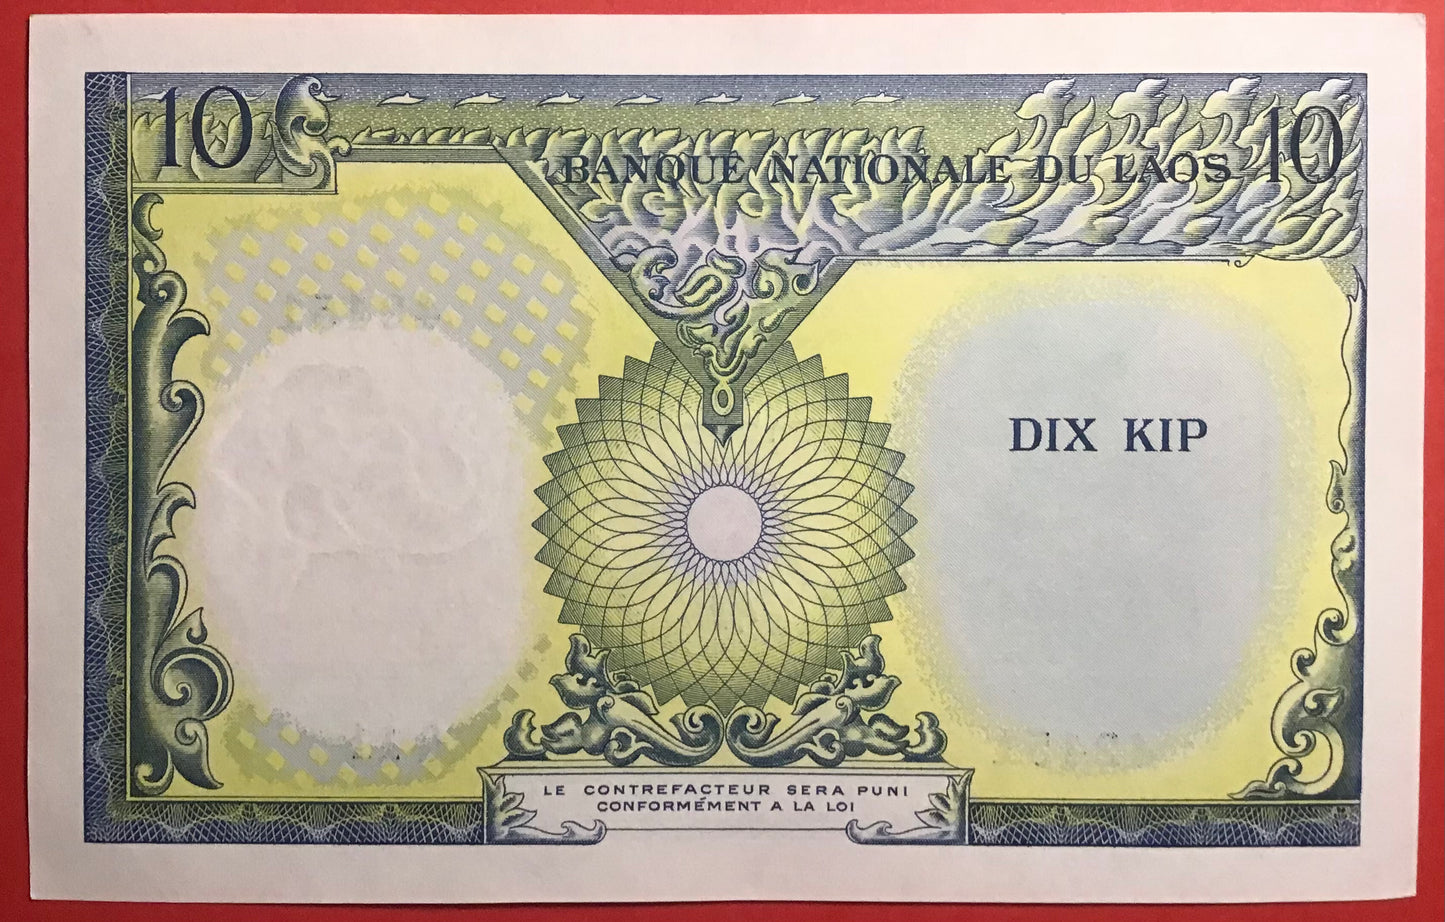 10
BANQUE NATIONALE DU LAOS 10
DIX KIP
LE CONTREFACTEUR SERA PUNI
CONFORMÉMENT A LA LOI